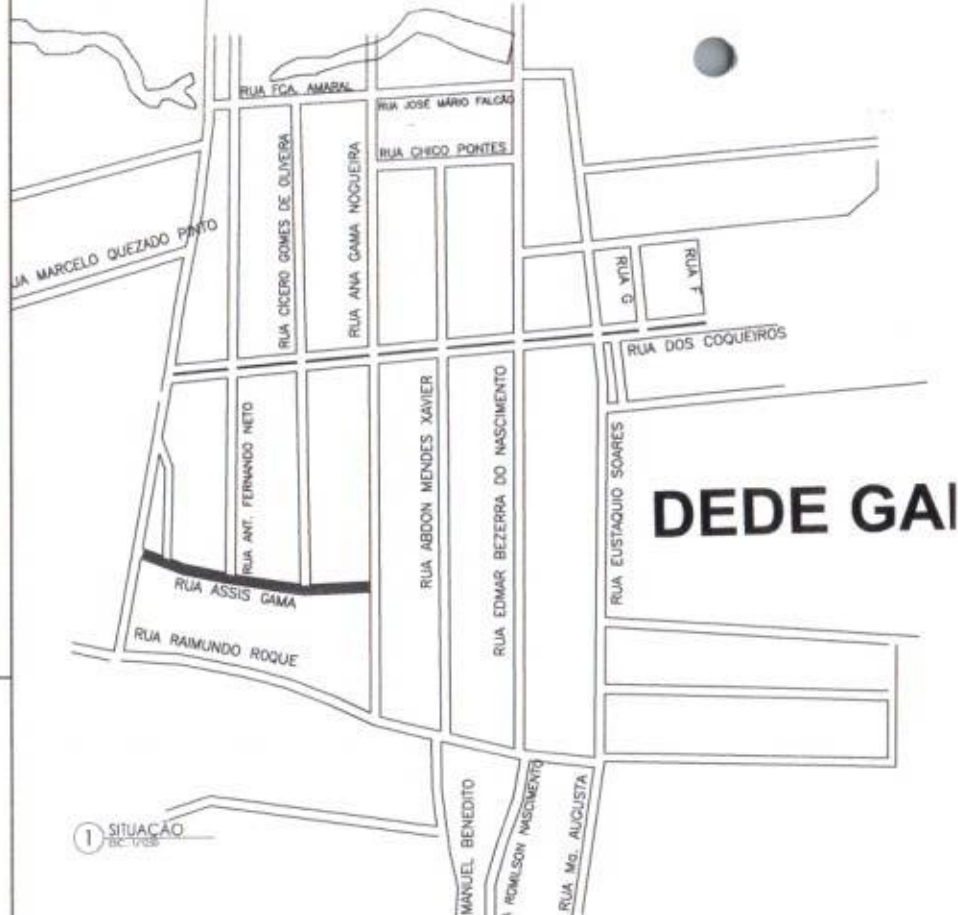 RUA FCA. AMARAL
RUA JOSÉ MÁRIO FALCÃO
RUA CHICO PONTES
RUA CÍCERO GOMES DE OLIVEIRA
RUA ANA GAMA NOGUEIRA
UA MARCELO QUEZADO PINTO
RUA G
RUA F
RUA DOS COQUEIROS
RUA ANT. FERNANDO NETO
RUA ABDON MENDES XAVIER
RUA EDMAR BEZERRA DO NASCIMENTO
RUA EUSTAQUIO SOARES
DEDE GA
RUA ASSIS GAMA
RUA RAIMUNDO ROQUE
1 SITUAÇÃO
MANUEL BENEDITO
ROMILSON NASCIMENTO
RUA Ma. AUGUSTA